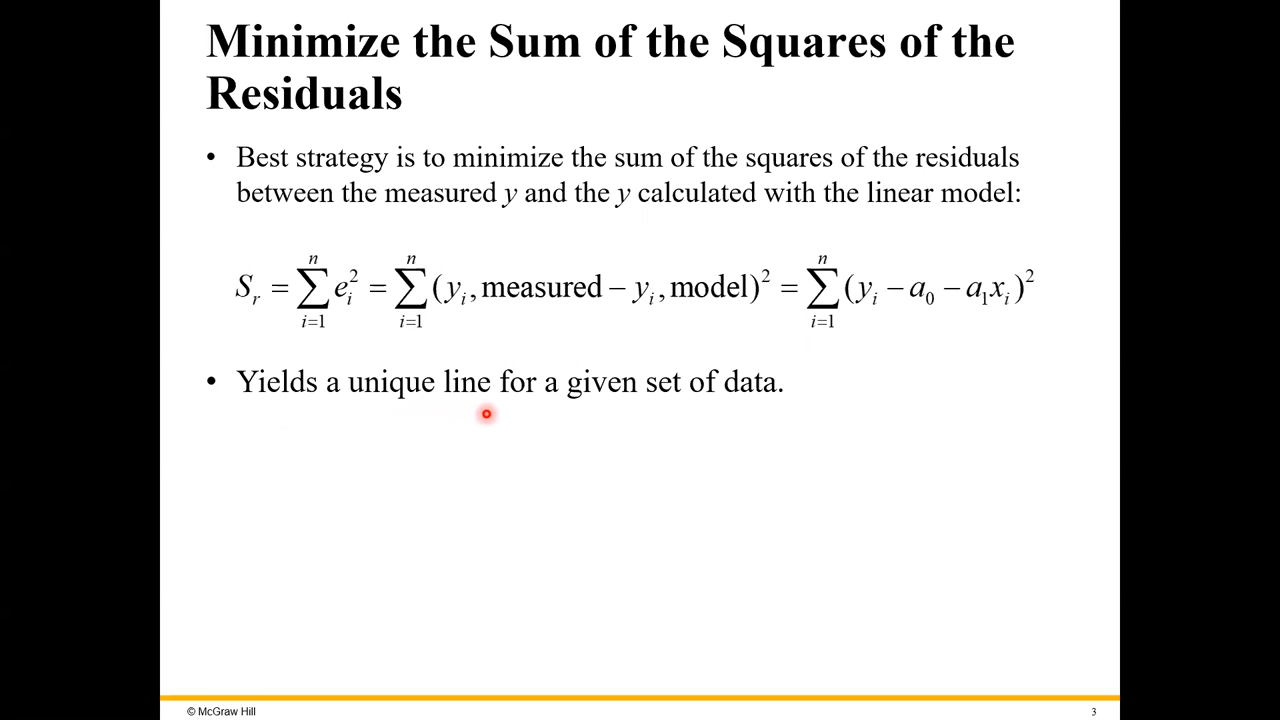 Minimize the Sum of the Squares of the
Residuals
• Best strategy is to minimize the sum of the squares of the residuals
between the measured y and the y calculated with the linear model:
S_r = ∑_{i=1}^{n} e_i^2 = ∑_{i=1}^{n} (y_i, measured − y_i, model)^2 = ∑_{i=1}^{n} (y_i − a_0 − a_1x_i)^2
• Yields a unique line for a given set of data.
© McGraw Hill
3